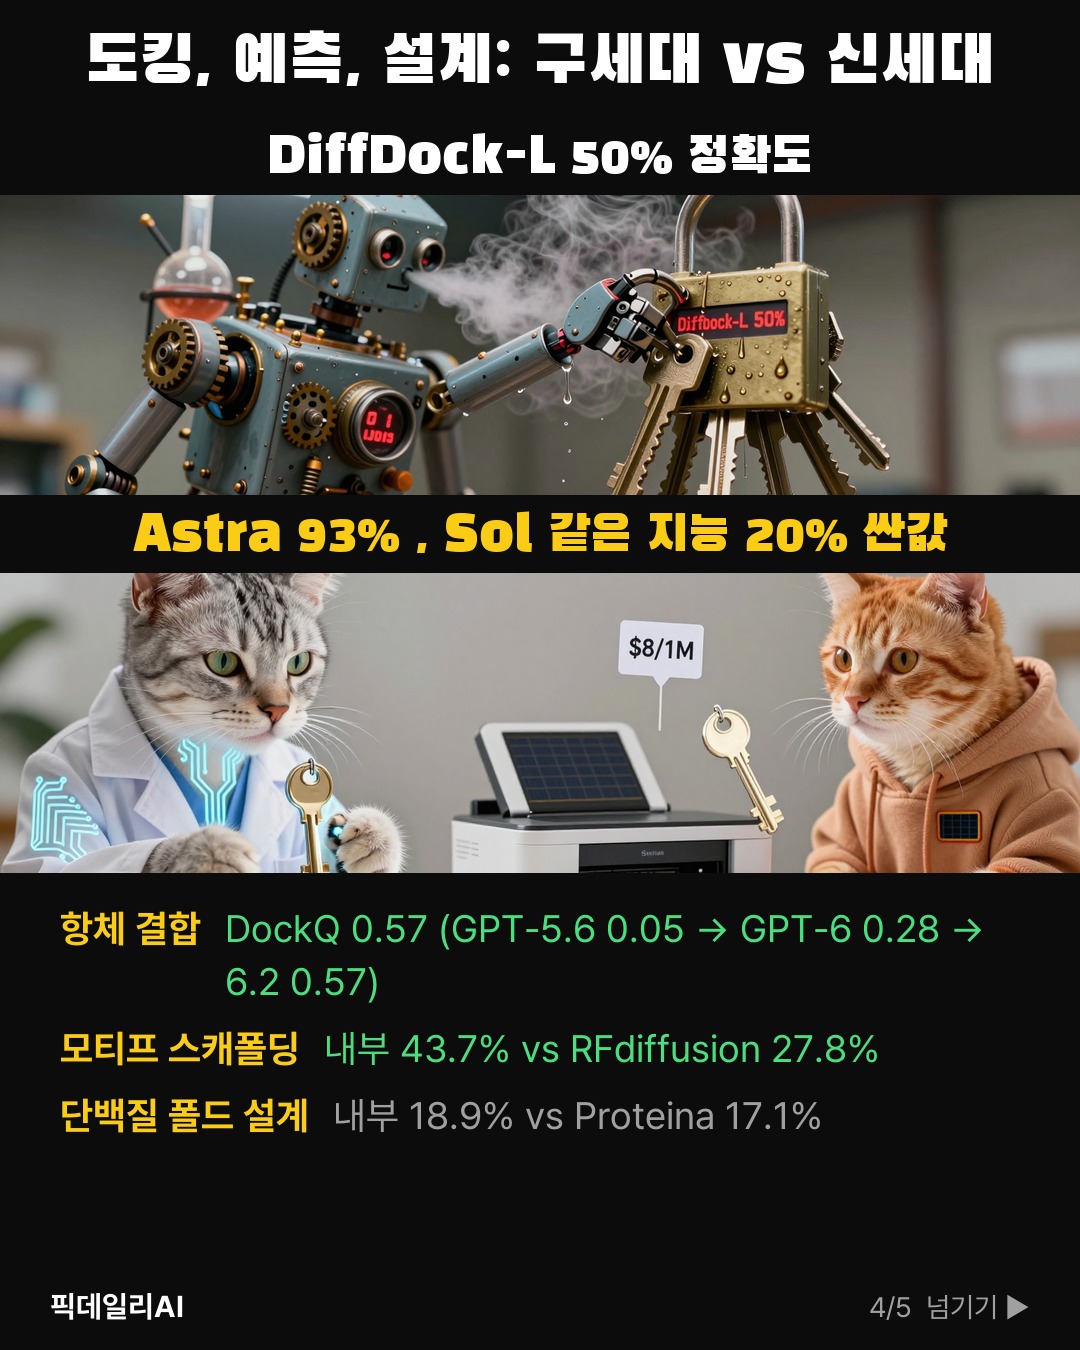 도킹, 예측, 설계: 구세대 vs 신세대
DiffDock-L 50% 정확도
Diffbock-L 50%
Astra 93% , Sol 같은 지능 20% 싼값
$8/1M
항체 결합 DockQ 0.57 (GPT-5.6 0.05 → GPT-6 0.28 →
6.2 0.57)
모티프 스캐폴딩 내부 43.7% vs RFdiffusion 27.8%
단백질 폴드 설계 내부 18.9% vs Proteina 17.1%
픽데일리AI
4/5 넘기기 ▶